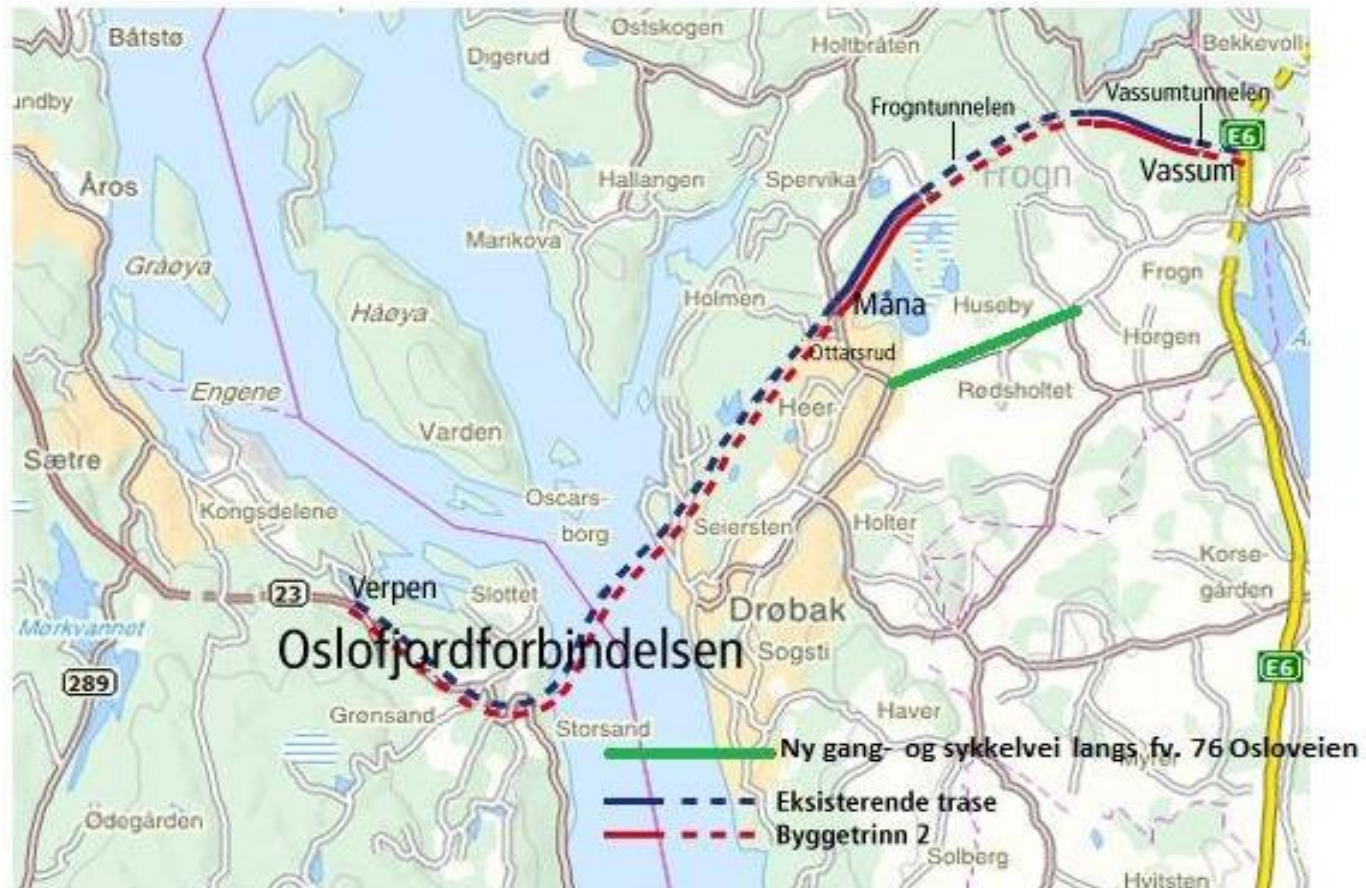 Båtstø
Østskogen
Digerud
Holtbråten
Bekkevoll
undby
Frogntunnelen
Vassumtunnelen
E6
Vassum
Åros
Hallangen
Spervika
Frogn
Marikova
Gråøya
Håøya
Holmen
Måna
Huseby
Frogn
Horgen
Ottarsrud
Rødsholtet
Engene
Heer
Varden
Sætre
Oscars-
borg
Kongsdelene
Seiersten
Holter
Korse-
gården
Verpen
23
Slottet
Drøbak
Mørkvannet
Oslofjordforbindelsen
Sogsti
289
E6
Grønsand
Storsand
Haver
Ny gang- og sykkelvei langs fv. 76 Osloveien
Myrer
Eksisterende trase
Ødegården
Byggetrinn 2
Solberg
Hvitsten